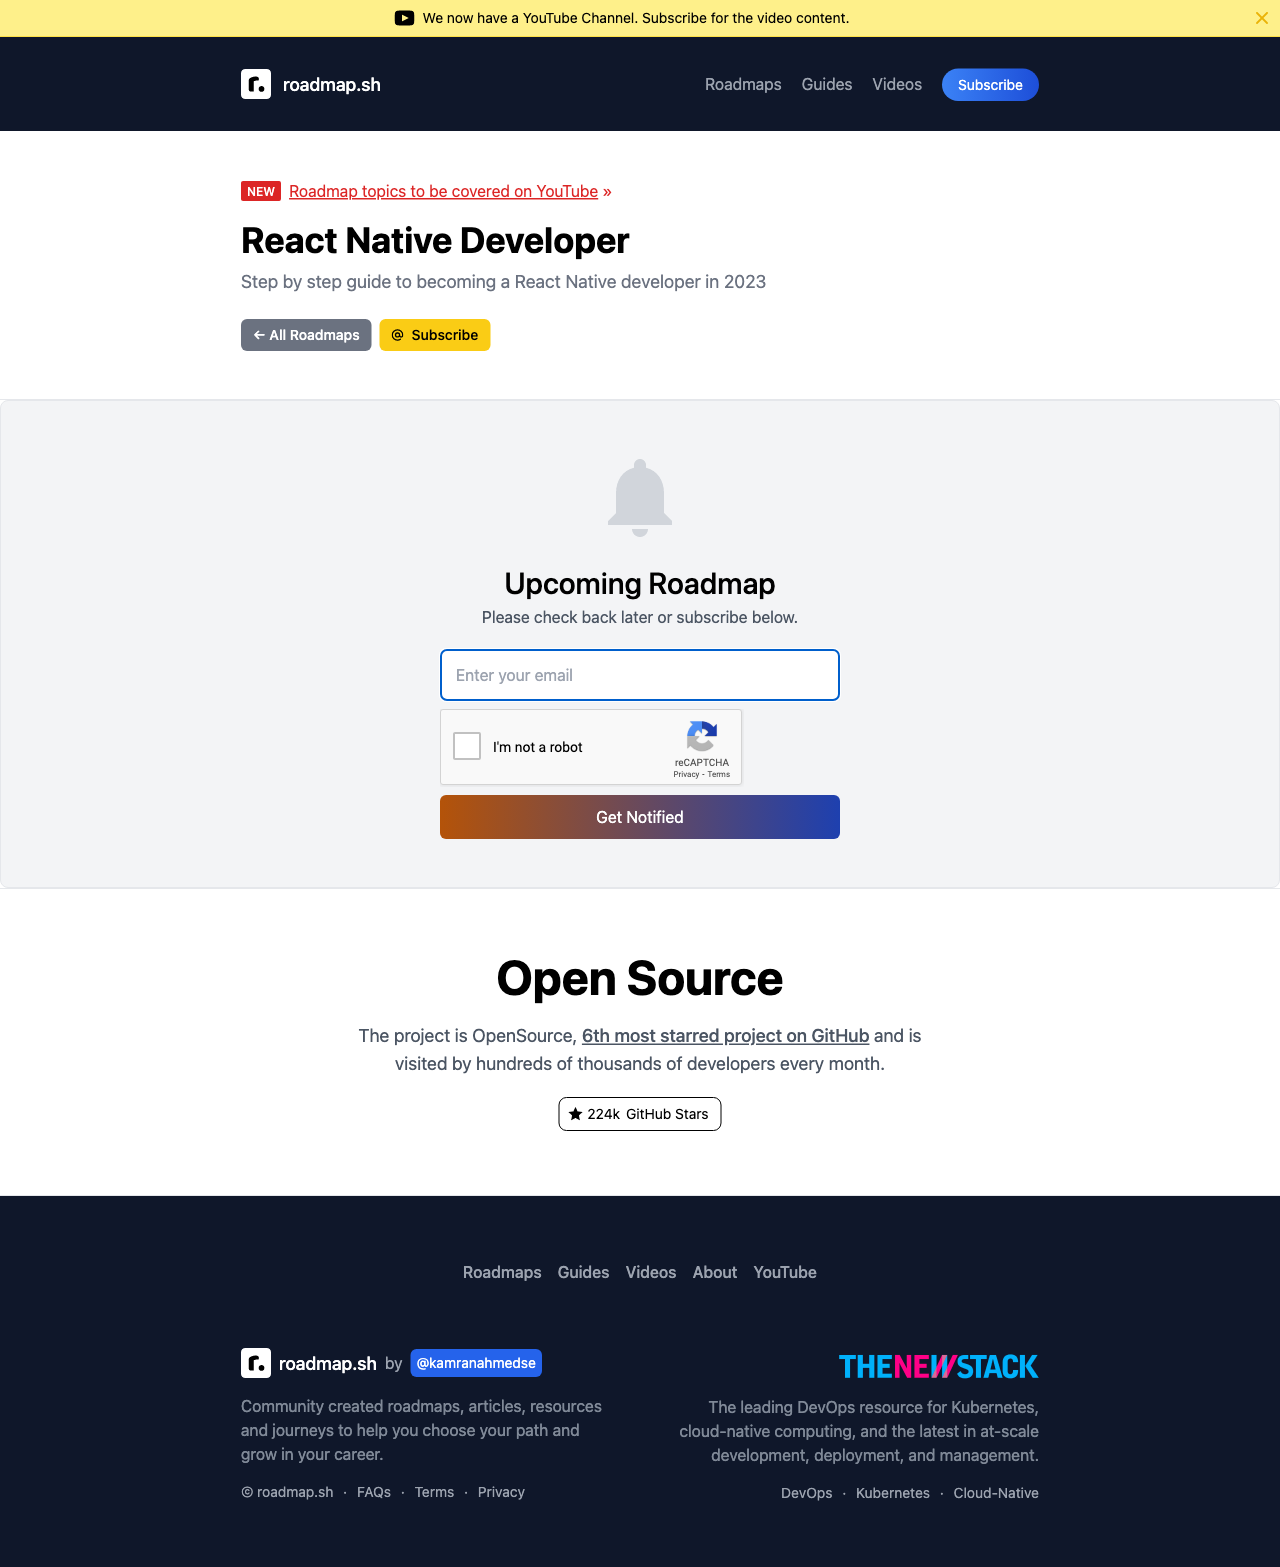 We now have a YouTube Channel. Subscribe for the video content.
roadmap.sh
Roadmaps Guides Videos Subscribe
NEW Roadmap topics to be covered on YouTube »
React Native Developer
Step by step guide to becoming a React Native developer in 2023
← All Roadmaps
@ Subscribe
Upcoming Roadmap
Please check back later or subscribe below.
Enter your email
I'm not a robot
reCAPTCHA
Privacy - Terms
Get Notified
Open Source
The project is OpenSource, 6th most starred project on GitHub and is
visited by hundreds of thousands of developers every month.
★ 224k GitHub Stars
Roadmaps Guides Videos About YouTube
roadmap.sh by @kamranahmedse
Community created roadmaps, articles, resources
and journeys to help you choose your path and
grow in your career.
© roadmap.sh · FAQs · Terms · Privacy
THENEWSTACK
The leading DevOps resource for Kubernetes,
cloud-native computing, and the latest in at-scale
development, deployment, and management.
DevOps · Kubernetes · Cloud-Native